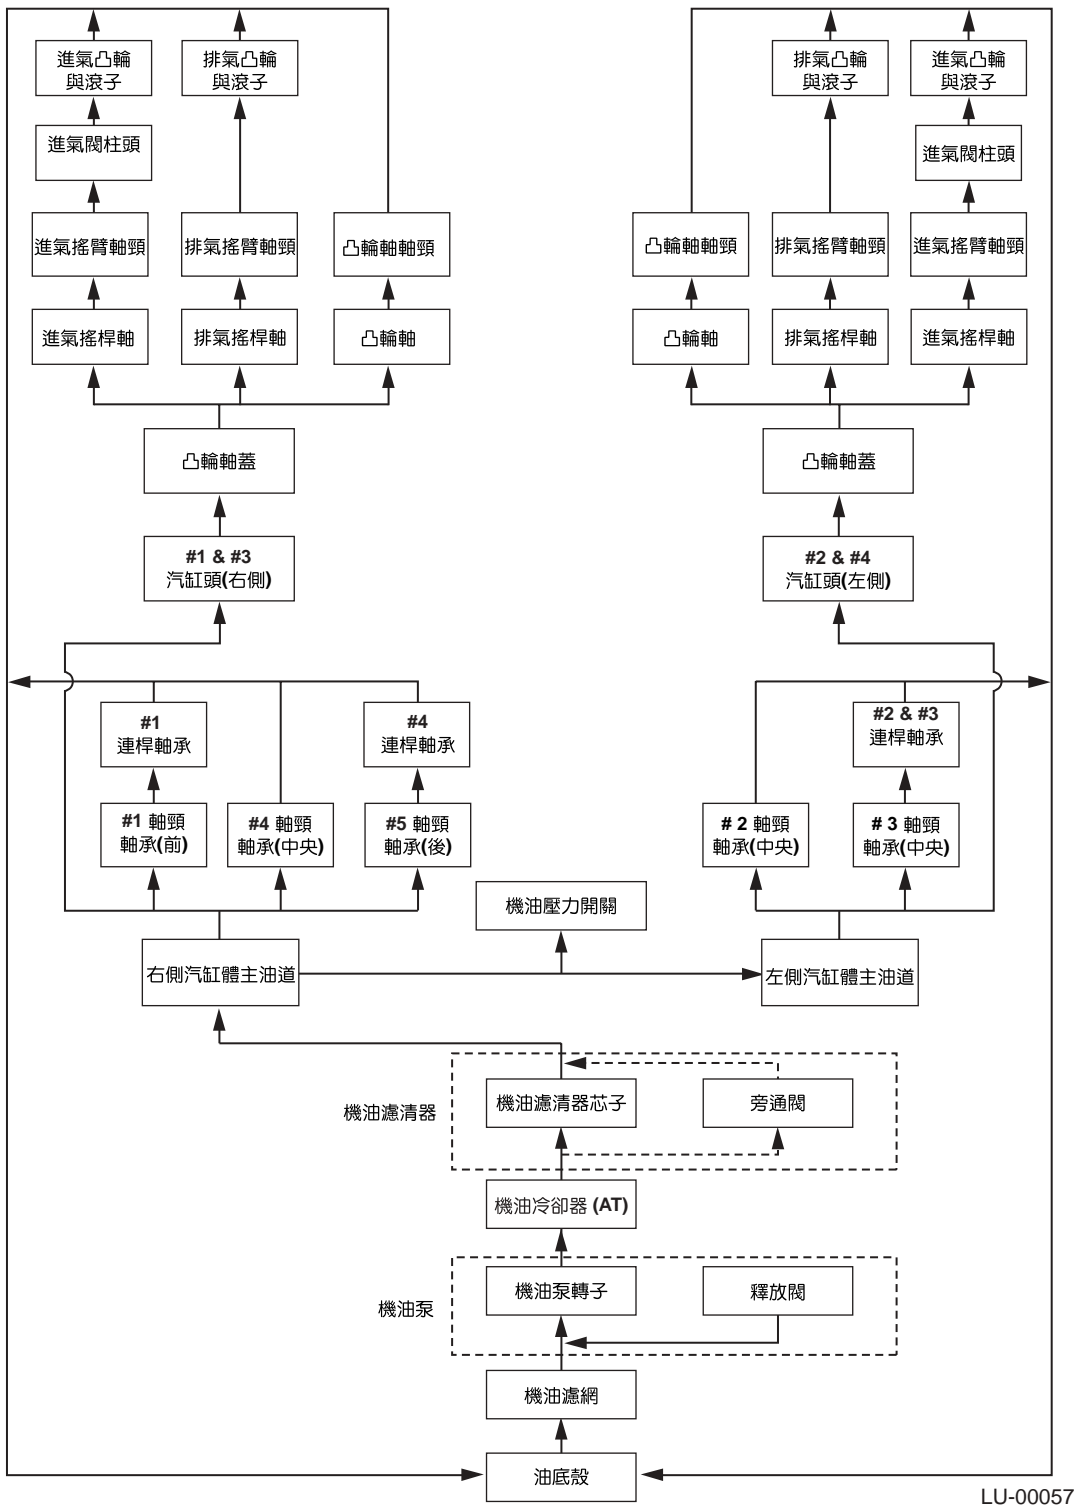 進氣凸輪
與滾子
排氣凸輪
與滾子
排氣凸輪
與滾子
進氣凸輪
與滾子
進氣閥柱頭
進氣閥柱頭
進氣搖臂軸頸
排氣搖臂軸頸
凸輪軸軸頸
凸輪軸軸頸
排氣搖臂軸頸
進氣搖臂軸頸
進氣搖桿軸
排氣搖桿軸
凸輪軸
凸輪軸
排氣搖桿軸
進氣搖桿軸
凸輪軸蓋
凸輪軸蓋
#1 & #3
汽缸頭(右側)
#2 & #4
汽缸頭(左側)
#1
連桿軸承
#4
連桿軸承
#2 & #3
連桿軸承
#1 軸頸
軸承(前)
#4 軸頸
軸承(中央)
#5 軸頸
軸承(後)
# 2 軸頸
軸承(中央)
# 3 軸頸
軸承(中央)
機油壓力開關
右側汽缸體主油道
左側汽缸體主油道
機油濾清器
機油濾清器芯子
旁通閥
機油冷卻器 (AT)
機油泵
機油泵轉子
釋放閥
機油濾網
油底殼
LU-00057